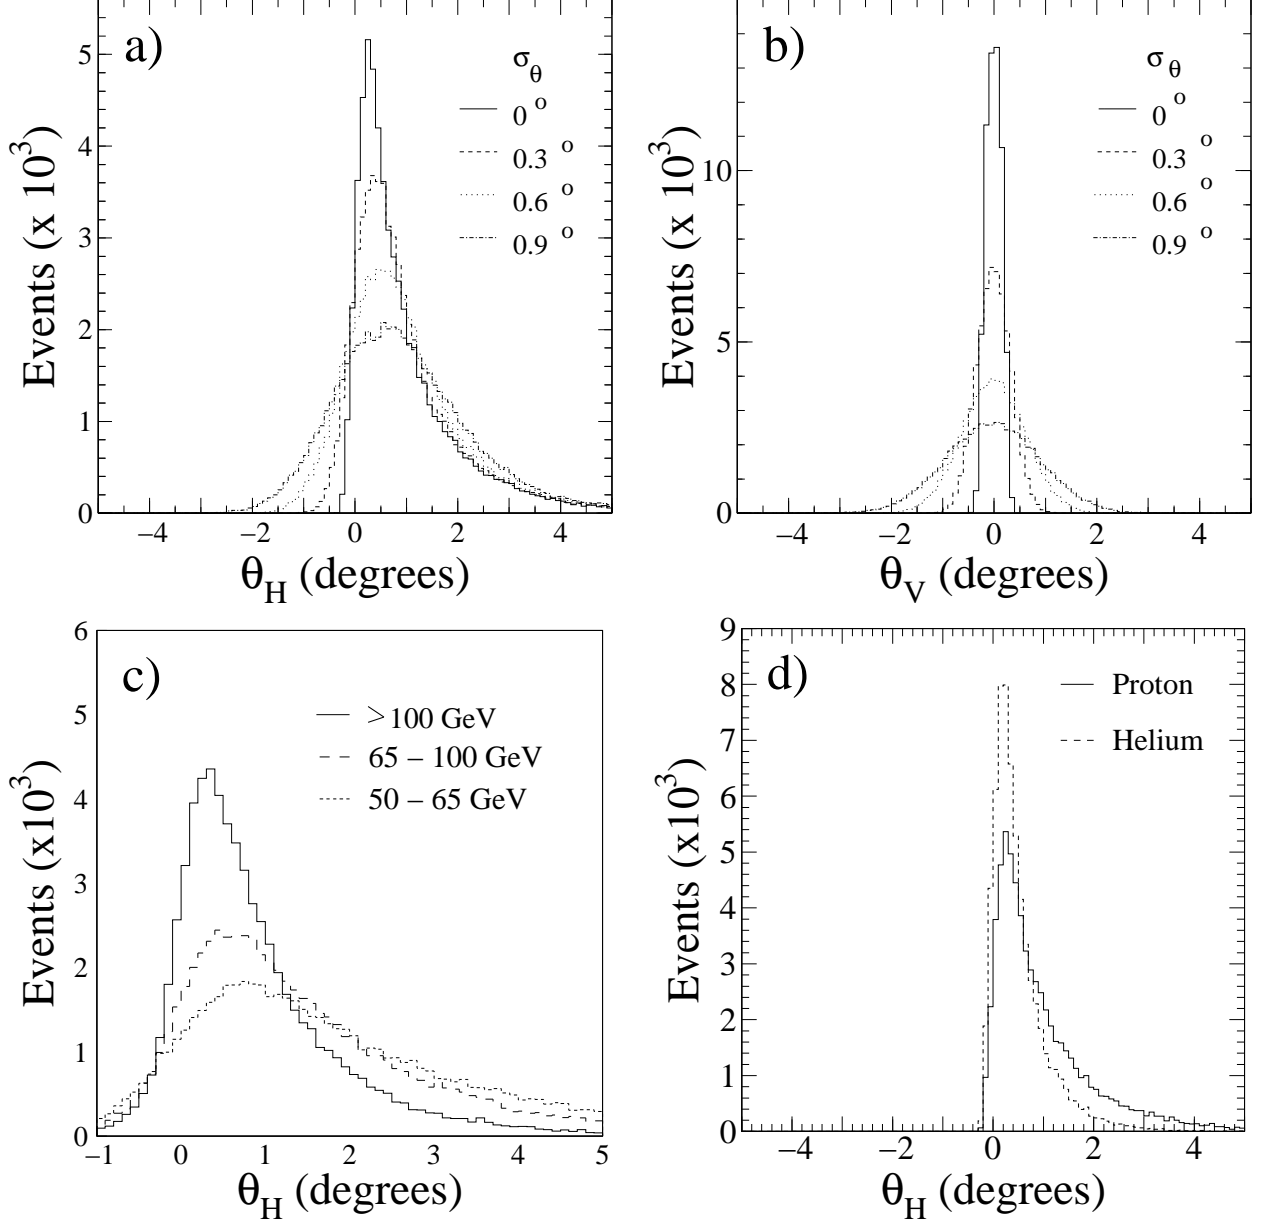 a)
σθ
0°
0.3°
0.6°
0.9°
5
4
3
2
1
0
Events (x 10³)
−4 −2 0 2 4
θH (degrees)
b)
σθ
0°
0.3°
0.6°
0.9°
10
5
0
Events (x 10³)
−4 −2 0 2 4
θV (degrees)
c)
>100 GeV
65 − 100 GeV
50 − 65 GeV
6
5
4
3
2
1
0
Events (x10³)
−1 0 1 2 3 4 5
θH (degrees)
d)
Proton
Helium
9
8
7
6
5
4
3
2
1
0
Events (x10³)
−4 −2 0 2 4
θH (degrees)